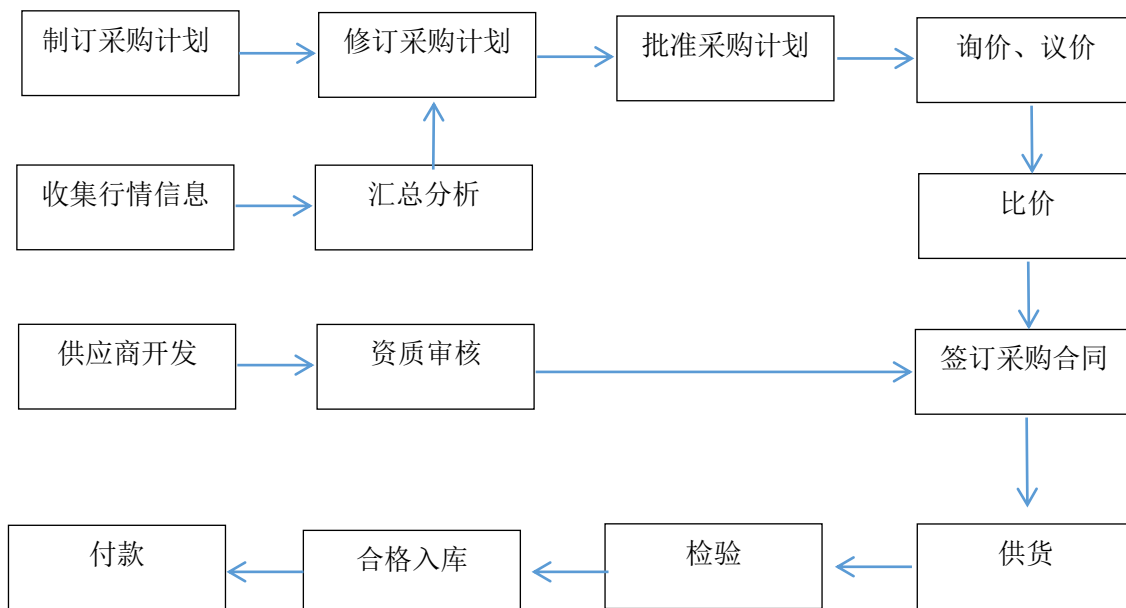 制订采购计划
修订采购计划
批准采购计划
询价、议价
收集行情信息
汇总分析
比价
供应商开发
资质审核
签订采购合同
付款
合格入库
检验
供货